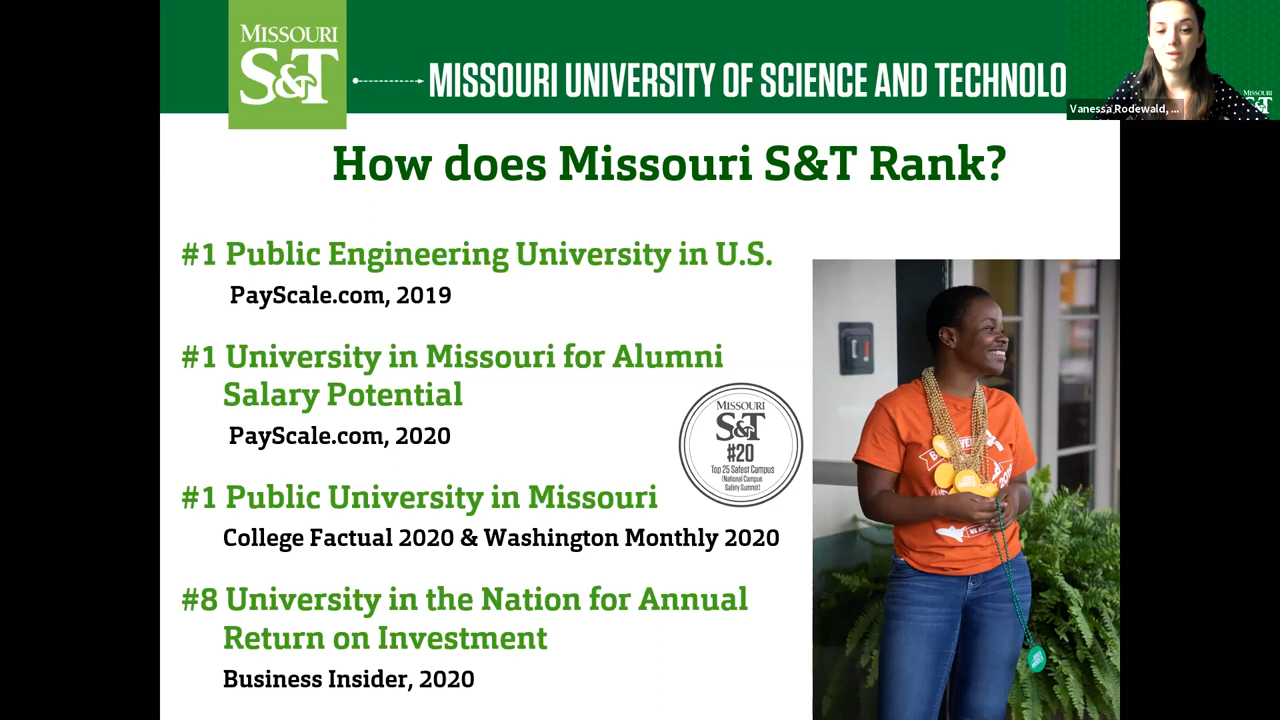 MISSOURI
S&T
MISSOURI UNIVERSITY OF SCIENCE AND TECHNOLO
Vanessa Rodewald, ...
MISSOURI
S&T
How does Missouri S&T Rank?
#1 Public Engineering University in U.S.
PayScale.com, 2019
#1 University in Missouri for Alumni
Salary Potential
PayScale.com, 2020
MISSOURI
S&T
#20
Top 25 Safest Campus
(National Campus
Safety Summit)
#1 Public University in Missouri
College Factual 2020 & Washington Monthly 2020
#8 University in the Nation for Annual
Return on Investment
Business Insider, 2020